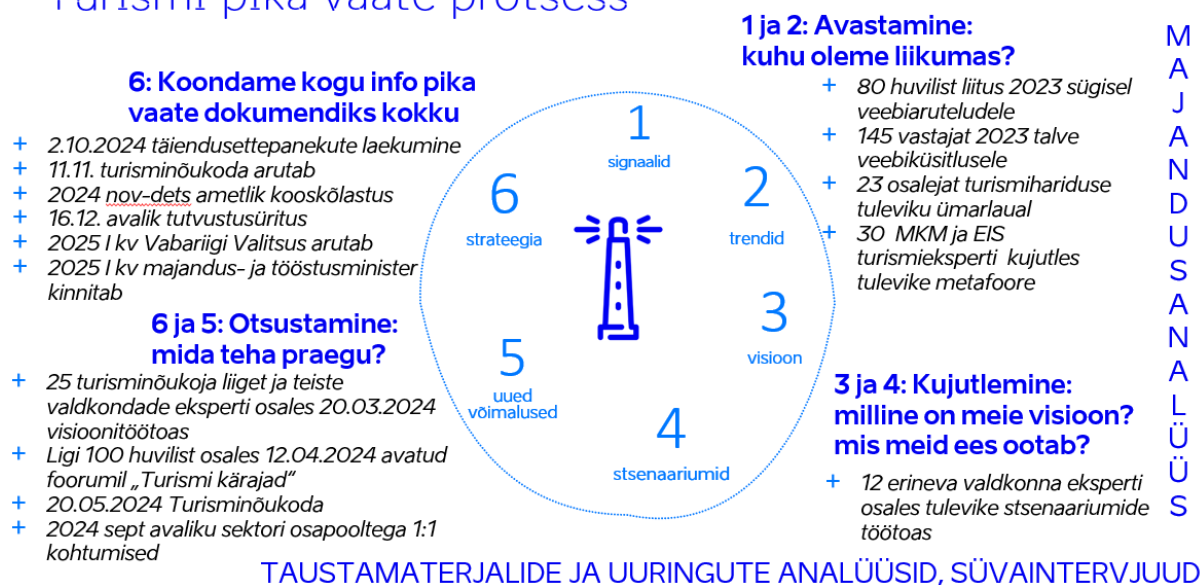 Turismi pika vaate protsess
6: Koondame kogu info pika
vaate dokumendiks kokku
+ 2.10.2024 täiendusettepanekute laekumine
+ 11.11. turisminõukoda arutab
+ 2024 nov-dets ametlik kooskõlastus
+ 16.12. avalik tutvustusüritus
+ 2025 I kv Vabariigi Valitsus arutab
+ 2025 I kv majandus- ja tööstusminister
kinnitab
6 ja 5: Otsustamine:
mida teha praegu?
+ 25 turisminõukoja liiget ja teiste
valdkondade eksperti osales 20.03.2024
visioonitöötoas
+ Ligi 100 huvilist osales 12.04.2024 avatud
foorumil „Turismi kärajad“
+ 20.05.2024 Turisminõukoda
+ 2024 sept avaliku sektori osapooltega 1:1
kohtumised
1
signaalid
2
trendid
3
visioon
4
stsenaariumid
5
uued
võimalused
6
strateegia
1 ja 2: Avastamine:
kuhu oleme liikumas?
+ 80 huvilist liitus 2023 sügisel
veebiaruteludele
+ 145 vastajat 2023 talve
veebiküsitlusele
+ 23 osalejat turismihariduse
tuleviku ümarlaual
+ 30 MKM ja EIS
turismieksperti kujutles
tulevike metafoore
3 ja 4: Kujutlemine:
milline on meie visioon?
mis meid ees ootab?
+ 12 erineva valdkonna eksperti
osales tulevike stsenaariumide
töötoas
MAJANDUSANALÜÜS
TAUSTAMATERJALIDE JA UURINGUTE ANALÜÜSID, SÜVAINTERVJUUD